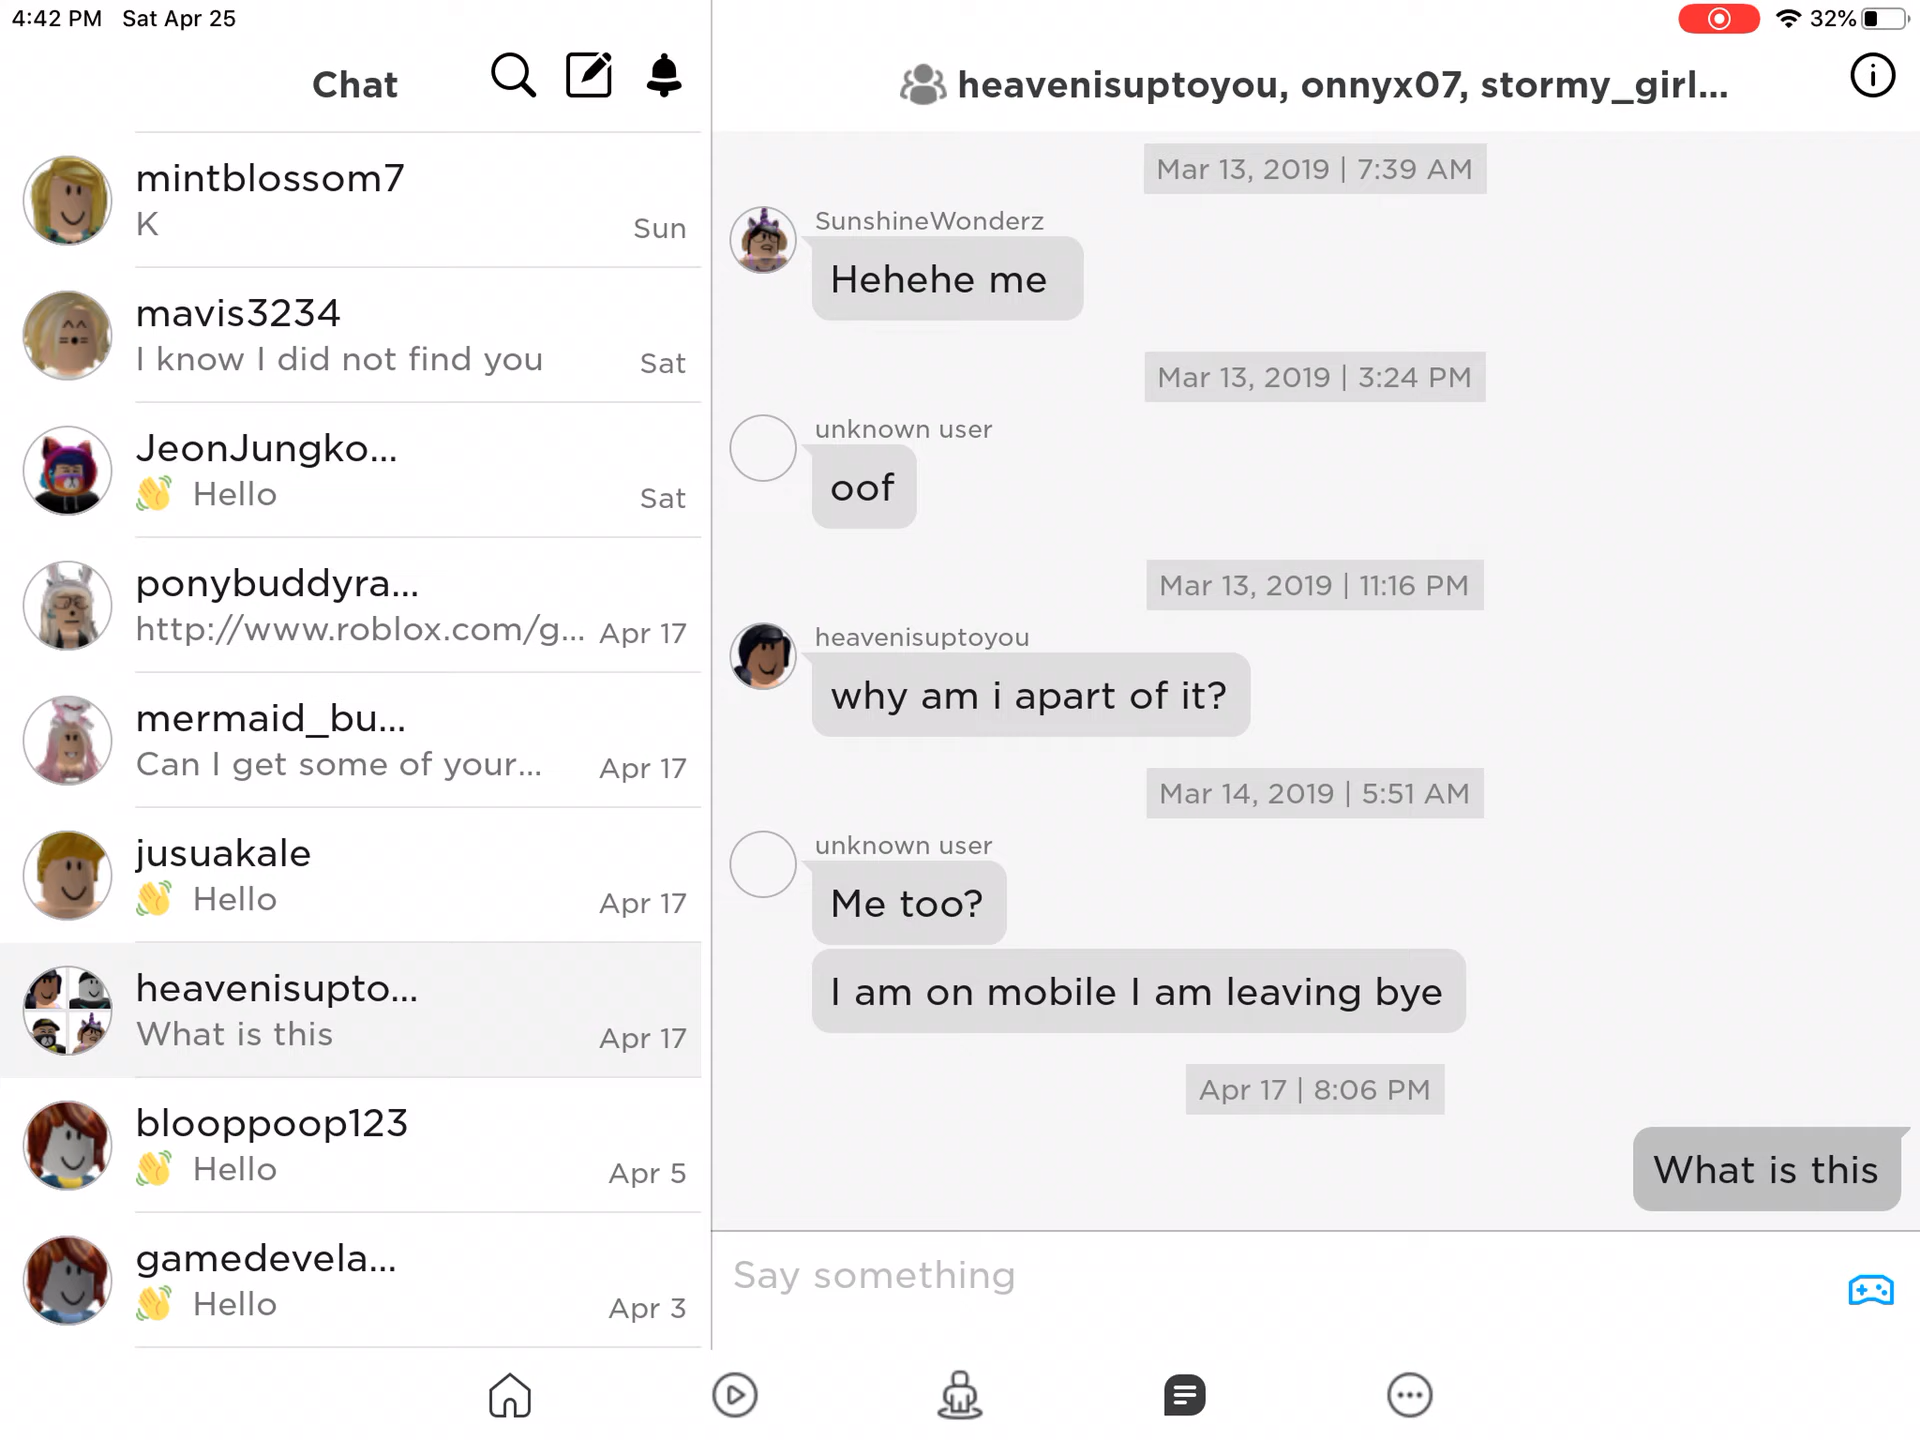 4:42 PM Sat Apr 25
32%
Chat
mintblossom7
K
Sun
mavis3234
I know I did not find you
Sat
JeonJungko...
👋 Hello
Sat
ponybuddyra...
http://www.roblox.com/g...
Apr 17
mermaid_bu...
Can I get some of your...
Apr 17
jusuakale
👋 Hello
Apr 17
heavenisupto...
What is this
Apr 17
blooppoop123
👋 Hello
Apr 5
gamedevela...
👋 Hello
Apr 3
heavenisuptoyou, onnyx07, stormy_girl...
Mar 13, 2019 | 7:39 AM
SunshineWonderz
Hehehe me
Mar 13, 2019 | 3:24 PM
unknown user
oof
Mar 13, 2019 | 11:16 PM
heavenisuptoyou
why am i apart of it?
Mar 14, 2019 | 5:51 AM
unknown user
Me too?
I am on mobile I am leaving bye
Apr 17 | 8:06 PM
What is this
Say something